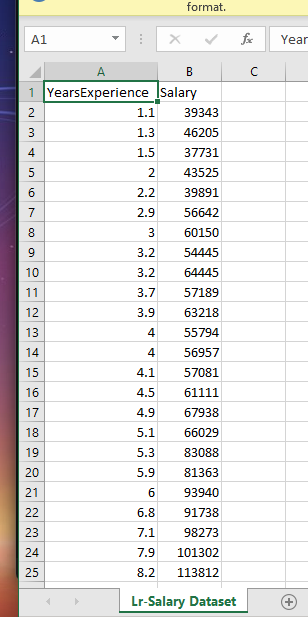 format.
A1 fx Year
A B C
1 YearsExperience Salary
2 1.1 39343
3 1.3 46205
4 1.5 37731
5 2 43525
6 2.2 39891
7 2.9 56642
8 3 60150
9 3.2 54445
10 3.2 64445
11 3.7 57189
12 3.9 63218
13 4 55794
14 4 56957
15 4.1 57081
16 4.5 61111
17 4.9 67938
18 5.1 66029
19 5.3 83088
20 5.9 81363
21 6 93940
22 6.8 91738
23 7.1 98273
24 7.9 101302
25 8.2 113812
Lr-Salary Dataset